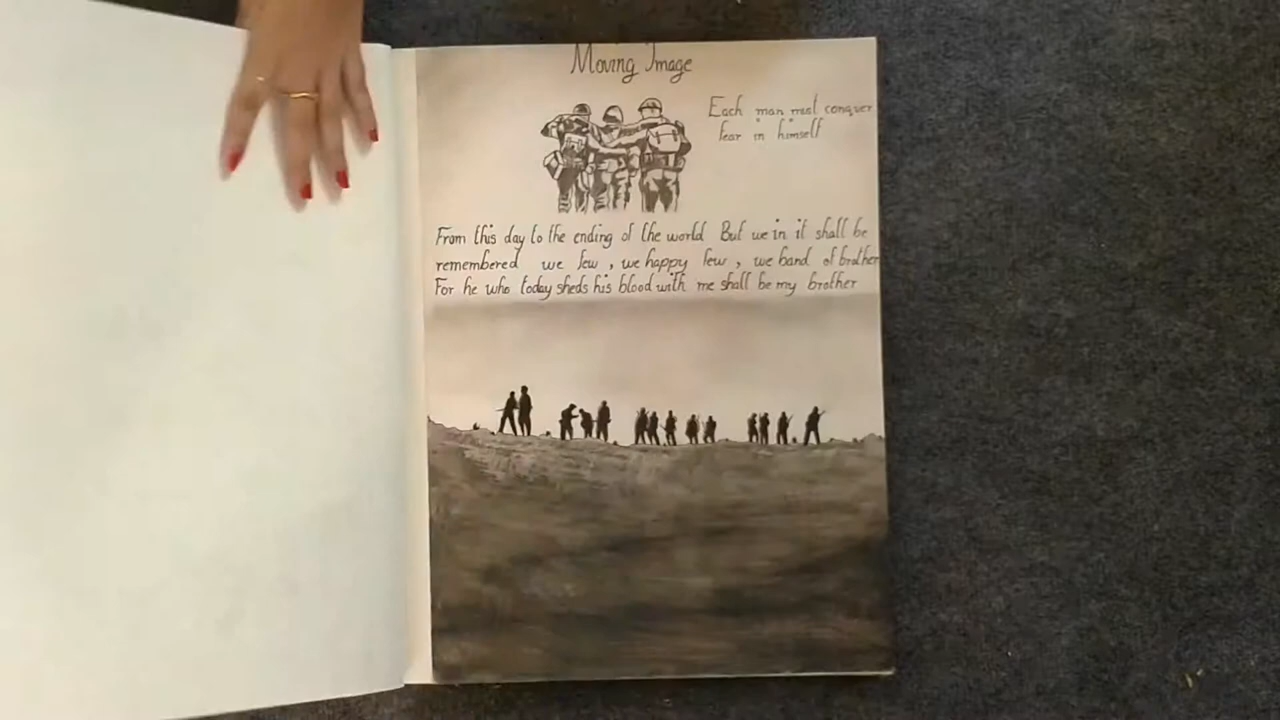 Moving Image
Each man must conquer
fear in himself
From this day to the ending of the world But we in it shall be
remembered we few , we happy few , we band of brother
For he who today sheds his blood with me shall be my brother